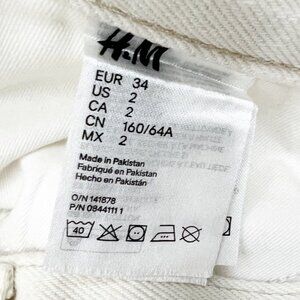 H&M
EUR 34
US 2
CA 2
CN 160/64A
MX 2
Made in Pakistan
Fabriqué en Pakistán
Hecho en Pakistán
O/N 141878
P/N 08441111
40